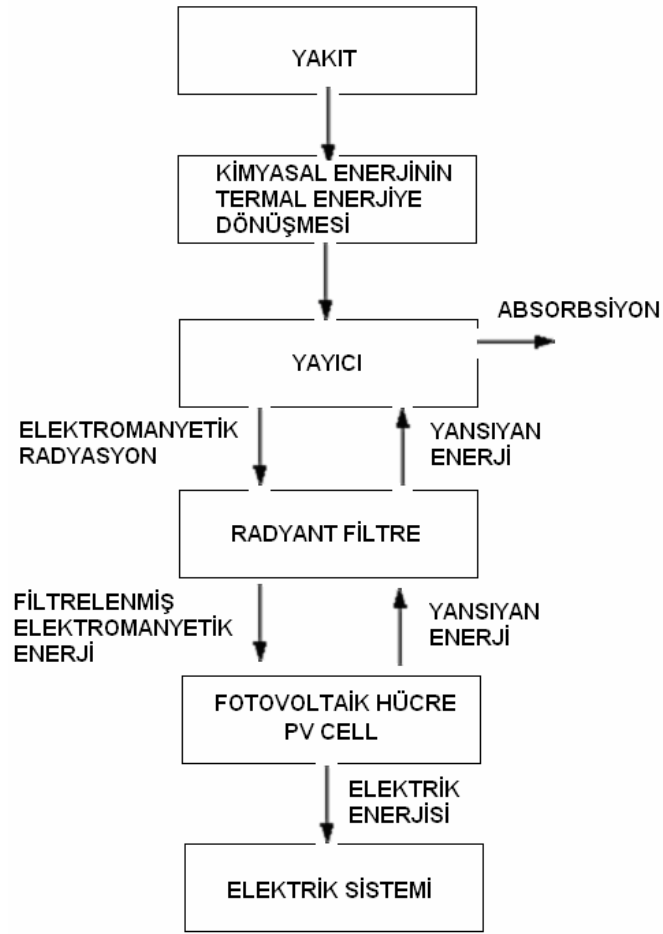 YAKIT
KİMYASAL ENERJİNİN
TERMAL ENERJİYE
DÖNÜŞMESİ
ABSORBSİYON
YAYICI
ELEKTROMANYETİK
RADYASYON
YANSIYAN
ENERJİ
RADYANT FİLTRE
FİLTRELENMİŞ
ELEKTROMANYETİK
ENERJİ
YANSIYAN
ENERJİ
FOTOVOLTAİK HÜCRE
PV CELL
ELEKTRİK
ENERJİSİ
ELEKTRİK SİSTEMİ